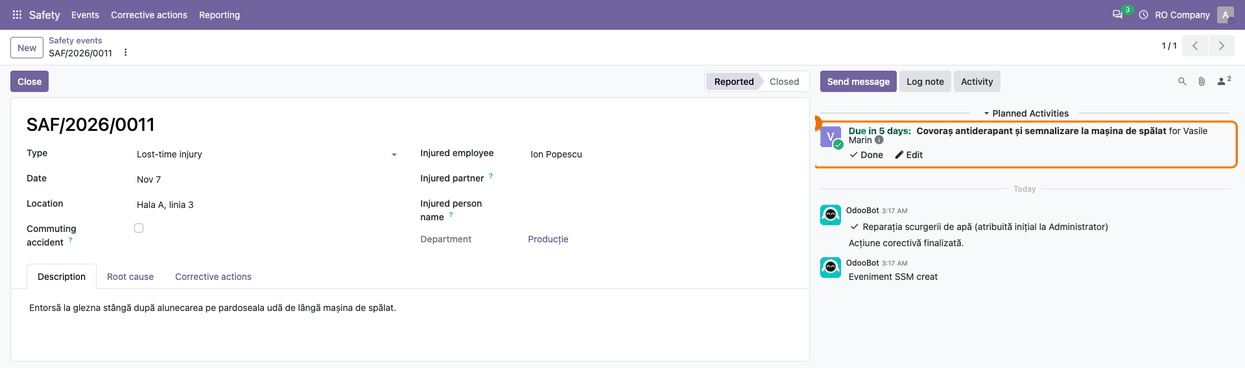 Safety Events Corrective actions Reporting 3 RO Company A
New Safety events 1 / 1
SAF/2026/0011
Close Reported Closed Send message Log note Activity 2
Planned Activities
SAF/2026/0011
V Due in 5 days: Covoraș antiderapant și semnalizare la mașina de spălat for Vasile
Marin
Done Edit
Type Lost-time injury
Date Nov 7
Location Hala A, linia 3
Commuting
accident ?
Injured employee Ion Popescu
Injured partner ?
Injured person
name ?
Department Producție
Description Root cause Corrective actions
Entorsă la glezna stângă după alunecarea pe pardoseala udă de lângă mașina de spălat.
Today
OdooBot 3:17 AM
Reparația scurgerii de apă (atribuită inițial la Administrator)
Acțiune corectivă finalizată.
OdooBot 3:17 AM
Eveniment SSM creat